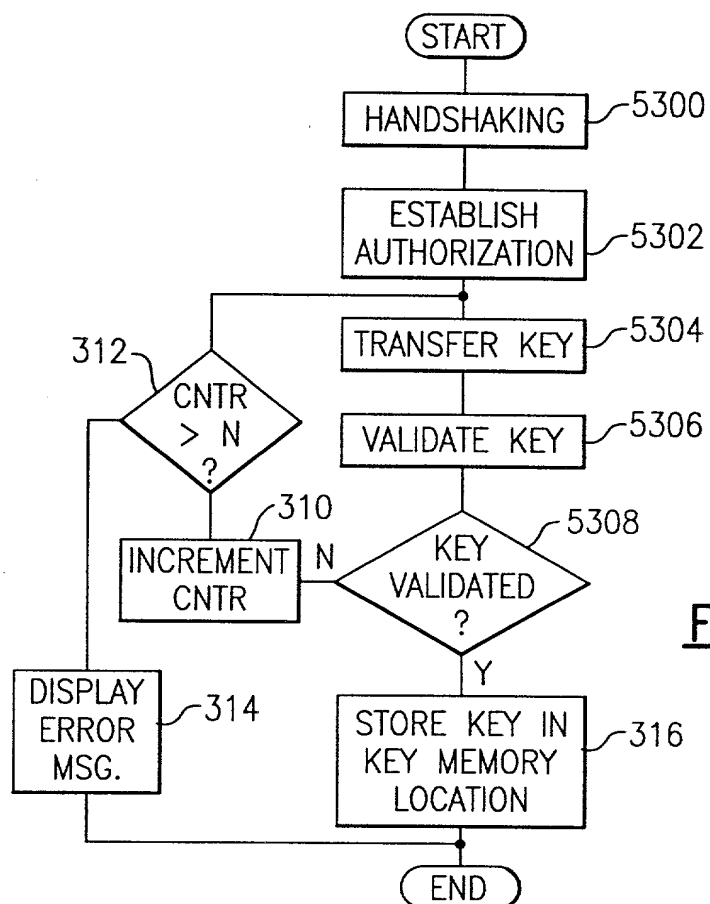 START
HANDSHAKING
5300
ESTABLISH
AUTHORIZATION
5302
TRANSFER KEY
5304
312
CNTR
> N
?
VALIDATE KEY
5306
310
INCREMENT
CNTR
N
KEY
VALIDATED
?
5308
F
Y
DISPLAY
ERROR
MSG.
314
STORE KEY IN
KEY MEMORY
LOCATION
316
END